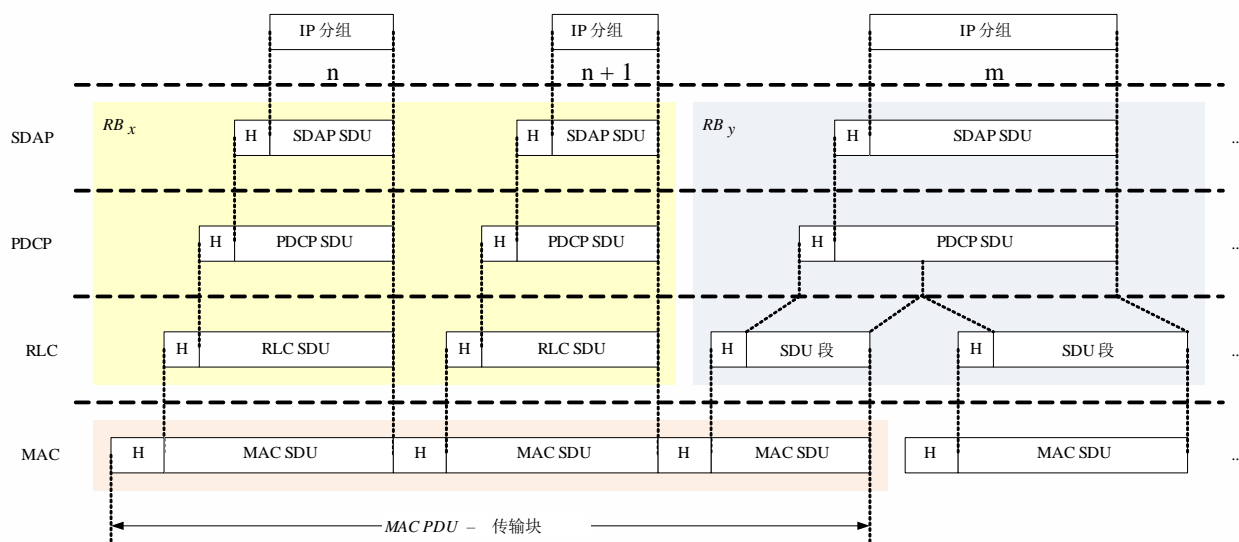 IP 分组 IP 分组 IP 分组
n n + 1 m
RB x RB y
SDAP H SDAP SDU H SDAP SDU H SDAP SDU ...
PDCP H PDCP SDU H PDCP SDU H PDCP SDU ...
RLC H RLC SDU H RLC SDU H SDU 段 H SDU 段 ...
MAC H MAC SDU H MAC SDU H MAC SDU H MAC SDU ...
MAC PDU – 传输块